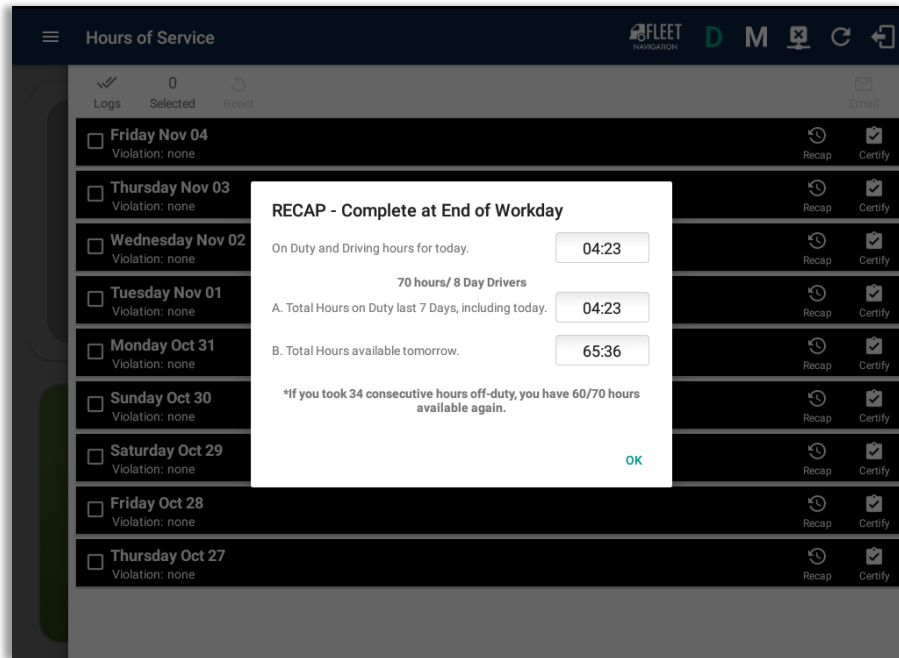 Hours of Service
FLEET
NAVIGATION
D M
Logs
0
Selected
Reset
Email
Friday Nov 04
Violation: none
Recap Certify
Thursday Nov 03
Violation: none
Recap Certify
Wednesday Nov 02
Violation: none
Recap Certify
Tuesday Nov 01
Violation: none
Recap Certify
Monday Oct 31
Violation: none
Recap Certify
Sunday Oct 30
Violation: none
Recap Certify
Saturday Oct 29
Violation: none
Recap Certify
Friday Oct 28
Violation: none
Recap Certify
Thursday Oct 27
Violation: none
Recap Certify
RECAP - Complete at End of Workday
On Duty and Driving hours for today. 04:23
70 hours/ 8 Day Drivers
A. Total Hours on Duty last 7 Days, including today. 04:23
B. Total Hours available tomorrow. 65:36
*If you took 34 consecutive hours off-duty, you have 60/70 hours
available again.
OK